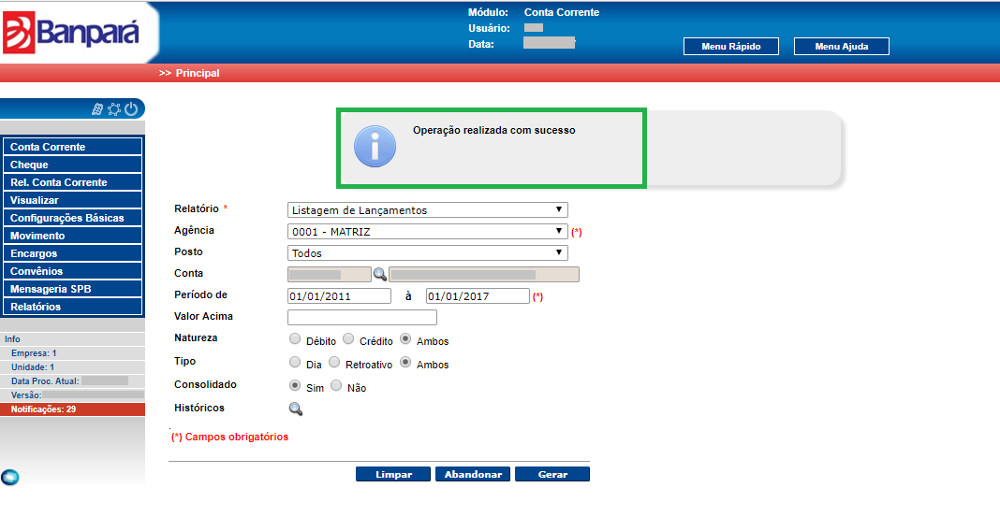 Banpará
Módulo: Conta Corrente
Usuário:
Data:
Menu Rápido
Menu Ajuda
>> Principal
Conta Corrente
Cheque
Rel. Conta Corrente
Visualizar
Configurações Básicas
Movimento
Encargos
Convênios
Mensageria SPB
Relatórios
Info
Empresa: 1
Unidade: 1
Data Proc. Atual:
Versão:
Notificações: 29
Operação realizada com sucesso
Relatório * Listagem de Lançamentos
Agência 0001 - MATRIZ (*)
Posto Todos
Conta
Período de 01/01/2011 à 01/01/2017 (*)
Valor Acima
Natureza Débito Crédito Ambos
Tipo Dia Retroativo Ambos
Consolidado Sim Não
Históricos
(*) Campos obrigatórios
Limpar Abandonar Gerar